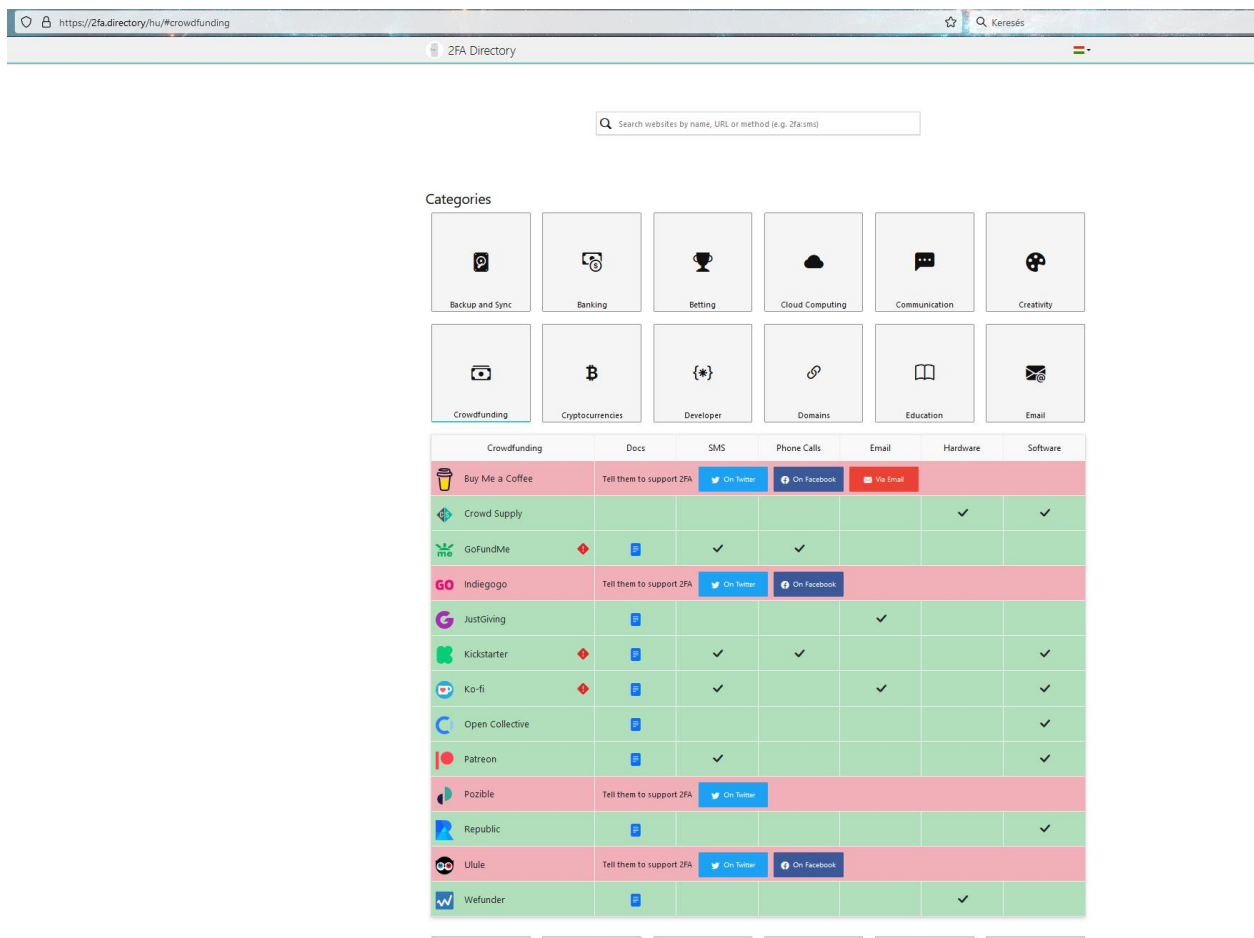 https://2fa.directory/hu/#crowdfunding
Keresés
2FA Directory
Search websites by name, URL or method (e.g. 2fa:sms)
Categories
Backup and Sync
Banking
Betting
Cloud Computing
Communication
Creativity
Crowdfunding
Cryptocurrencies
Developer
Domains
Education
Email
Crowdfunding Docs SMS Phone Calls Email Hardware Software
Buy Me a Coffee Tell them to support 2FA On Twitter On Facebook Via Email
Crowd Supply
me GoFundMe
GO Indiegogo Tell them to support 2FA On Twitter On Facebook
JustGiving
Kickstarter
Ko-fi
Open Collective
Patreon
Pozible Tell them to support 2FA On Twitter
Republic
Ulule Tell them to support 2FA On Twitter On Facebook
Wefunder